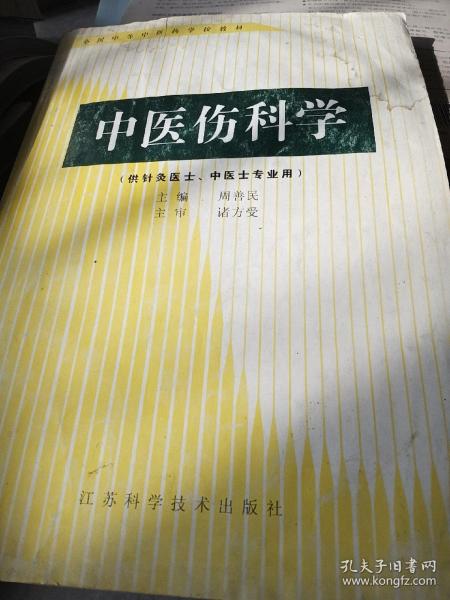 全国中等中医药学校教材
中医伤科学
(供针灸医士、中医士专业用)
主编 周善民
主审 诸方受
江苏科学技术出版社
孔夫子旧书网
www.kongfz.com